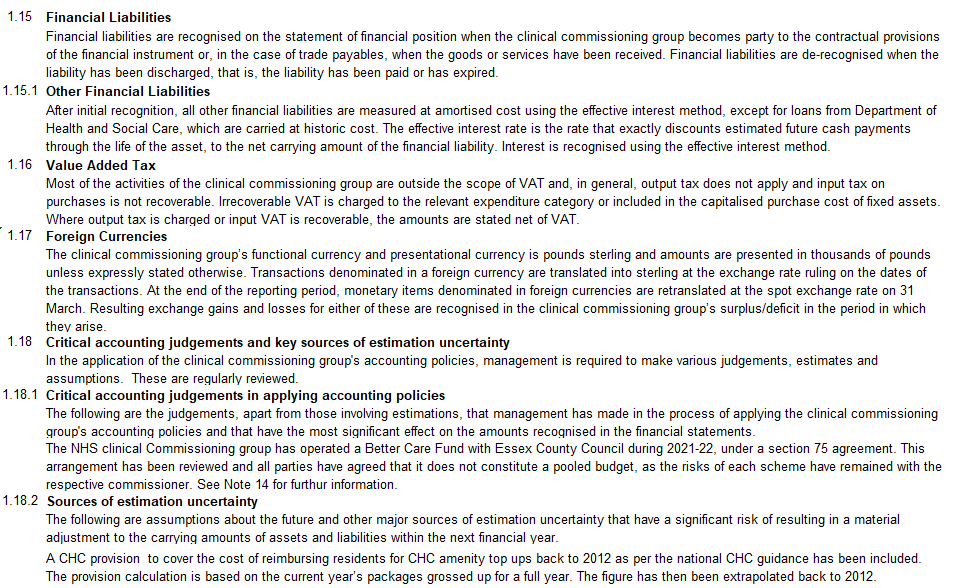 1.15 Financial Liabilities
Financial liabilities are recognised on the statement of financial position when the clinical commissioning group becomes party to the contractual provisions
of the financial instrument or, in the case of trade payables, when the goods or services have been received. Financial liabilities are de-recognised when the
liability has been discharged, that is, the liability has been paid or has expired.
1.15.1 Other Financial Liabilities
After initial recognition, all other financial liabilities are measured at amortised cost using the effective interest method, except for loans from Department of
Health and Social Care, which are carried at historic cost. The effective interest rate is the rate that exactly discounts estimated future cash payments
through the life of the asset, to the net carrying amount of the financial liability. Interest is recognised using the effective interest method.
1.16 Value Added Tax
Most of the activities of the clinical commissioning group are outside the scope of VAT and, in general, output tax does not apply and input tax on
purchases is not recoverable. Irrecoverable VAT is charged to the relevant expenditure category or included in the capitalised purchase cost of fixed assets.
Where output tax is charged or input VAT is recoverable, the amounts are stated net of VAT.
1.17 Foreign Currencies
The clinical commissioning group's functional currency and presentational currency is pounds sterling and amounts are presented in thousands of pounds
unless expressly stated otherwise. Transactions denominated in a foreign currency are translated into sterling at the exchange rate ruling on the dates of
the transactions. At the end of the reporting period, monetary items denominated in foreign currencies are retranslated at the spot exchange rate on 31
March. Resulting exchange gains and losses for either of these are recognised in the clinical commissioning group's surplus/deficit in the period in which
they arise.
1.18 Critical accounting judgements and key sources of estimation uncertainty
In the application of the clinical commissioning group's accounting policies, management is required to make various judgements, estimates and
assumptions. These are regularly reviewed.
1.18.1 Critical accounting judgements in applying accounting policies
The following are the judgements, apart from those involving estimations, that management has made in the process of applying the clinical commissioning
group's accounting policies and that have the most significant effect on the amounts recognised in the financial statements.
The NHS clinical Commissioning group has operated a Better Care Fund with Essex County Council during 2021-22, under a section 75 agreement. This
arrangement has been reviewed and all parties have agreed that it does not constitute a pooled budget, as the risks of each scheme have remained with the
respective commissioner. See Note 14 for furthur information.
1.18.2 Sources of estimation uncertainty
The following are assumptions about the future and other major sources of estimation uncertainty that have a significant risk of resulting in a material
adjustment to the carrying amounts of assets and liabilities within the next financial year.
A CHC provision to cover the cost of reimbursing residents for CHC amenity top ups back to 2012 as per the national CHC guidance has been included.
The provision calculation is based on the current year's packages grossed up for a full year. The figure has then been extrapolated back to 2012.